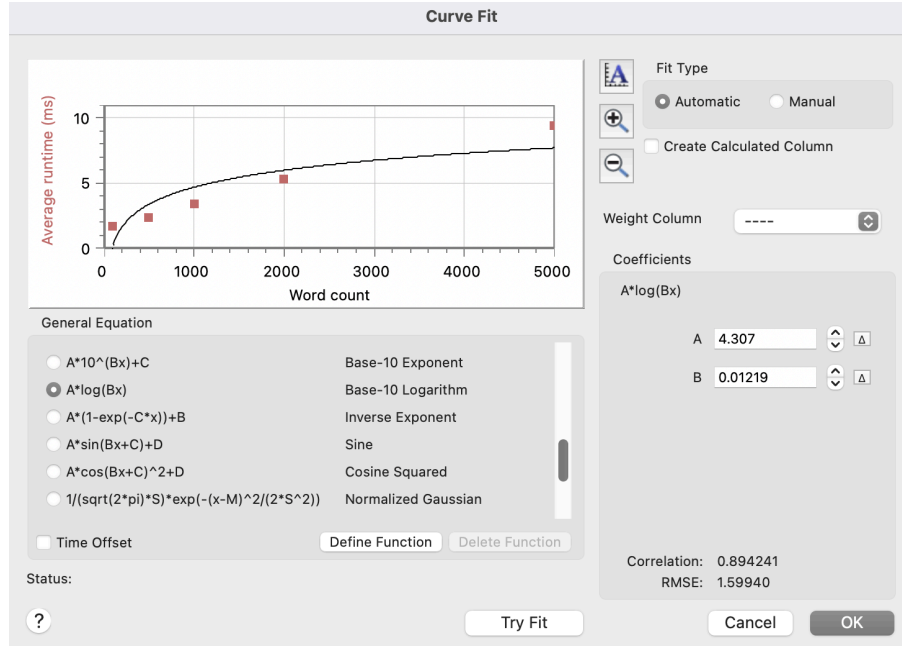 Curve Fit
Average runtime (ms)
10
5
0
0 1000 2000 3000 4000 5000
Word count
Fit Type
Automatic Manual
Create Calculated Column
Weight Column ----
Coefficients
A*log(Bx)
A 4.307 Δ
B 0.01219 Δ
Correlation: 0.894241
RMSE: 1.59940
General Equation
A*10^(Bx)+C Base-10 Exponent
A*log(Bx) Base-10 Logarithm
A*(1-exp(-C*x))+B Inverse Exponent
A*sin(Bx+C)+D Sine
A*cos(Bx+C)^2+D Cosine Squared
1/(sqrt(2*pi)*S)*exp(-(x-M)^2/(2*S^2)) Normalized Gaussian
Time Offset Define Function Delete Function
Status:
? Try Fit Cancel OK
A